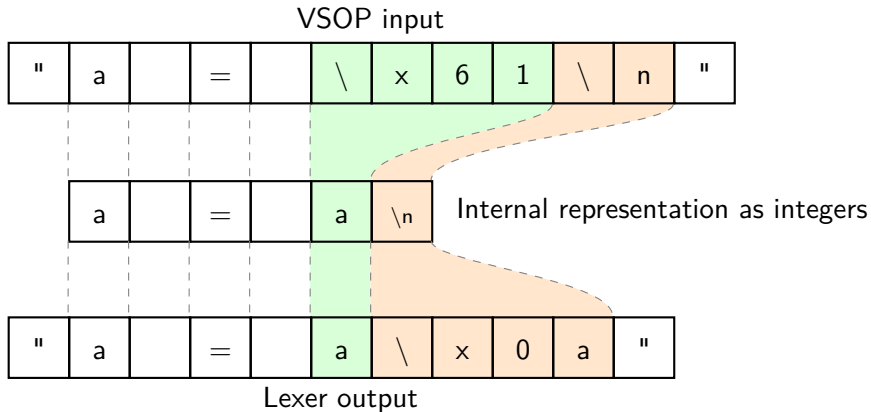 VSOP input
" a = \ x 6 1 \ n "
a = a \n Internal representation as integers
" a = a \ x 0 a "
Lexer output